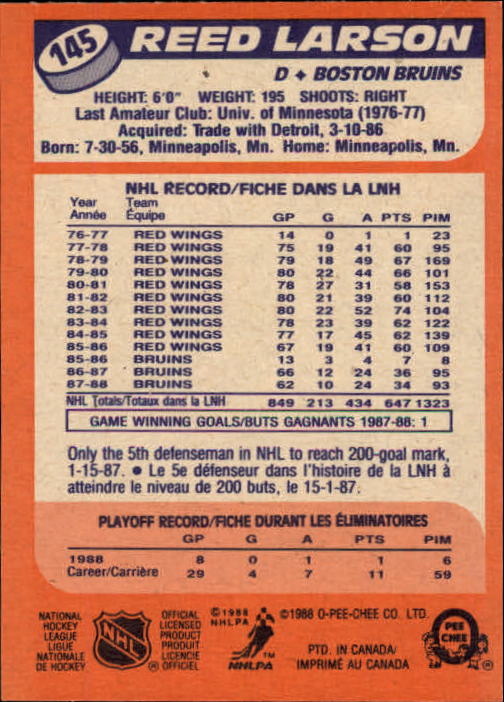 145
REED LARSON
D ♦ BOSTON BRUINS
HEIGHT: 6'0" WEIGHT: 195 SHOOTS: RIGHT
Last Amateur Club: Univ. of Minnesota (1976-77)
Acquired: Trade with Detroit, 3-10-86
Born: 7-30-56, Minneapolis, Mn. Home: Minneapolis, Mn.
NHL RECORD/FICHE DANS LA LNH
Year Team
Année Équipe GP G A PTS PIM
76-77 RED WINGS 14 0 1 1 23
77-78 RED WINGS 75 19 41 60 95
78-79 RED WINGS 79 18 49 67 169
79-80 RED WINGS 80 22 44 66 101
80-81 RED WINGS 78 27 31 58 153
81-82 RED WINGS 80 21 39 60 112
82-83 RED WINGS 80 22 52 74 104
83-84 RED WINGS 78 23 39 62 122
84-85 RED WINGS 77 17 45 62 139
85-86 RED WINGS 67 19 41 60 109
85-86 BRUINS 13 3 4 7 8
86-87 BRUINS 66 12 24 36 95
87-88 BRUINS 62 10 24 34 93
NHL Totals/Totaux dans la LNH 849 213 434 647 1323
GAME WINNING GOALS/BUTS GAGNANTS 1987-88: 1
Only the 5th defenseman in NHL to reach 200-goal mark,
1-15-87. ● Le 5e défenseur dans l'histoire de la LNH à
atteindre le niveau de 200 buts, le 15-1-87.
PLAYOFF RECORD/FICHE DURANT LES ÉLIMINATOIRES
GP G A PTS PIM
1988 8 0 1 1 6
Career/Carrière 29 4 7 11 59
NATIONAL
HOCKEY
LEAGUE
LIGUE
NATIONALE
DE HOCKEY
NHL
®
OFFICIAL
LICENSED
PRODUCT
PRODUIT
LICENCIE
OFFICIEL
©1988
NHLPA
TM
NHLPA
©1988 O-PEE-CHEE CO. LTD.
PTD. IN CANADA/
IMPRIMÉ AU CANADA
O
PEE
CHEE
®